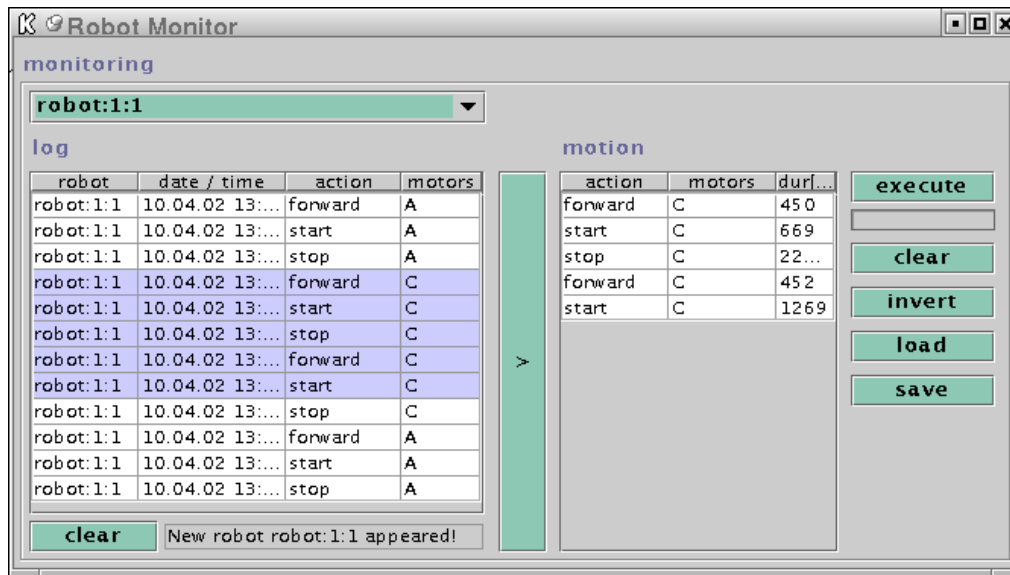 Robot Monitor
monitoring
robot:1:1
log
robot date / time action motors
robot:1:1 10.04.02 13:... forward A
robot:1:1 10.04.02 13:... start A
robot:1:1 10.04.02 13:... stop A
robot:1:1 10.04.02 13:... forward C
robot:1:1 10.04.02 13:... start C
robot:1:1 10.04.02 13:... stop C
robot:1:1 10.04.02 13:... forward C
robot:1:1 10.04.02 13:... start C
robot:1:1 10.04.02 13:... stop C
robot:1:1 10.04.02 13:... forward A
robot:1:1 10.04.02 13:... start A
robot:1:1 10.04.02 13:... stop A
clear New robot robot:1:1 appeared!
>
motion
action motors dur[...
forward C 450
start C 669
stop C 22...
forward C 452
start C 1269
execute
clear
invert
load
save